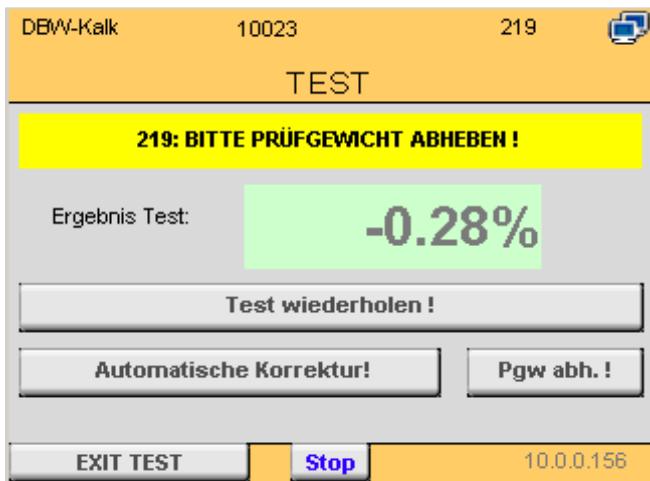 DBW-Kalk 10023 219
TEST
219: BITTE PRÜFGEWICHT ABHEBEN !
Ergebnis Test: -0.28%
Test wiederholen !
Automatische Korrektur! Pgw abh. !
EXIT TEST Stop 10.0.0.156